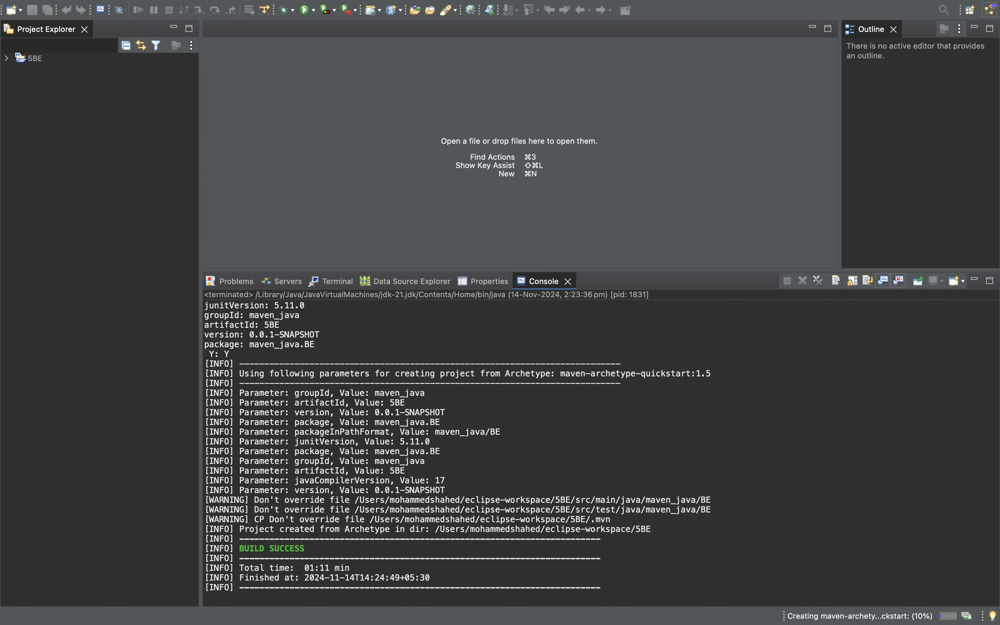 Project Explorer
5BE
Open a file or drop files here to open them.
Find Actions ⌘3
Show Key Assist ⇧⌘L
New ⌘N
Outline
There is no active editor that provides
an outline.
Problems Servers Terminal Data Source Explorer Properties Console
<terminated> /Library/Java/JavaVirtualMachines/jdk-21.jdk/Contents/Home/bin/java (14-Nov-2024, 2:23:36 pm) [pid: 1831]
junitVersion: 5.11.0
groupId: maven_java
artifactId: 5BE
version: 0.0.1-SNAPSHOT
package: maven_java.BE
Y: Y
[INFO] ----------------------------------------------------------------------------
[INFO] Using following parameters for creating project from Archetype: maven-archetype-quickstart:1.5
[INFO] ----------------------------------------------------------------------------
[INFO] Parameter: groupId, Value: maven_java
[INFO] Parameter: artifactId, Value: 5BE
[INFO] Parameter: version, Value: 0.0.1-SNAPSHOT
[INFO] Parameter: package, Value: maven_java.BE
[INFO] Parameter: packageInPathFormat, Value: maven_java/BE
[INFO] Parameter: junitVersion, Value: 5.11.0
[INFO] Parameter: package, Value: maven_java.BE
[INFO] Parameter: groupId, Value: maven_java
[INFO] Parameter: artifactId, Value: 5BE
[INFO] Parameter: javaCompilerVersion, Value: 17
[INFO] Parameter: version, Value: 0.0.1-SNAPSHOT
[WARNING] Don't override file /Users/mohammedshahed/eclipse-workspace/5BE/src/main/java/maven_java/BE
[WARNING] Don't override file /Users/mohammedshahed/eclipse-workspace/5BE/src/test/java/maven_java/BE
[WARNING] CP Don't override file /Users/mohammedshahed/eclipse-workspace/5BE/.mvn
[INFO] Project created from Archetype in dir: /Users/mohammedshahed/eclipse-workspace/5BE
[INFO] ------------------------------------------------------------------------
[INFO] BUILD SUCCESS
[INFO] ------------------------------------------------------------------------
[INFO] Total time:  01:11 min
[INFO] Finished at: 2024-11-14T14:24:49+05:30
[INFO] ------------------------------------------------------------------------
Creating maven-archety...ckstart: (10%)